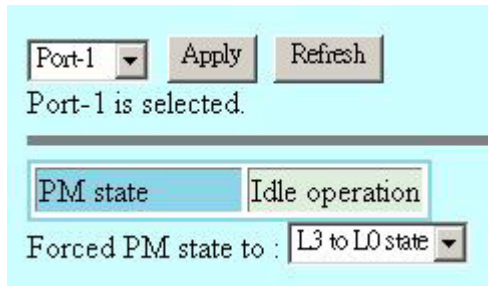 Port-1 Apply Refresh
Port-1 is selected.
PM state Idle operation
Forced PM state to : L3 to L0 state